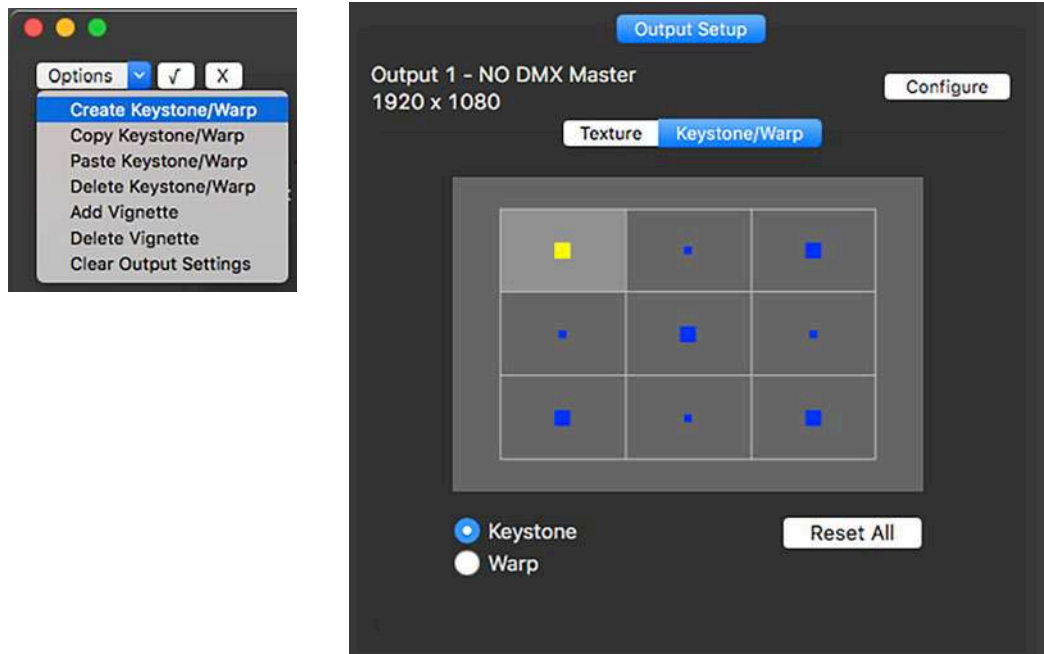 Options
√
X
Create Keystone/Warp
Copy Keystone/Warp
Paste Keystone/Warp
Delete Keystone/Warp
Add Vignette
Delete Vignette
Clear Output Settings
Output Setup
Output 1 - NO DMX Master
1920 x 1080
Configure
Texture
Keystone/Warp
Keystone
Warp
Reset All